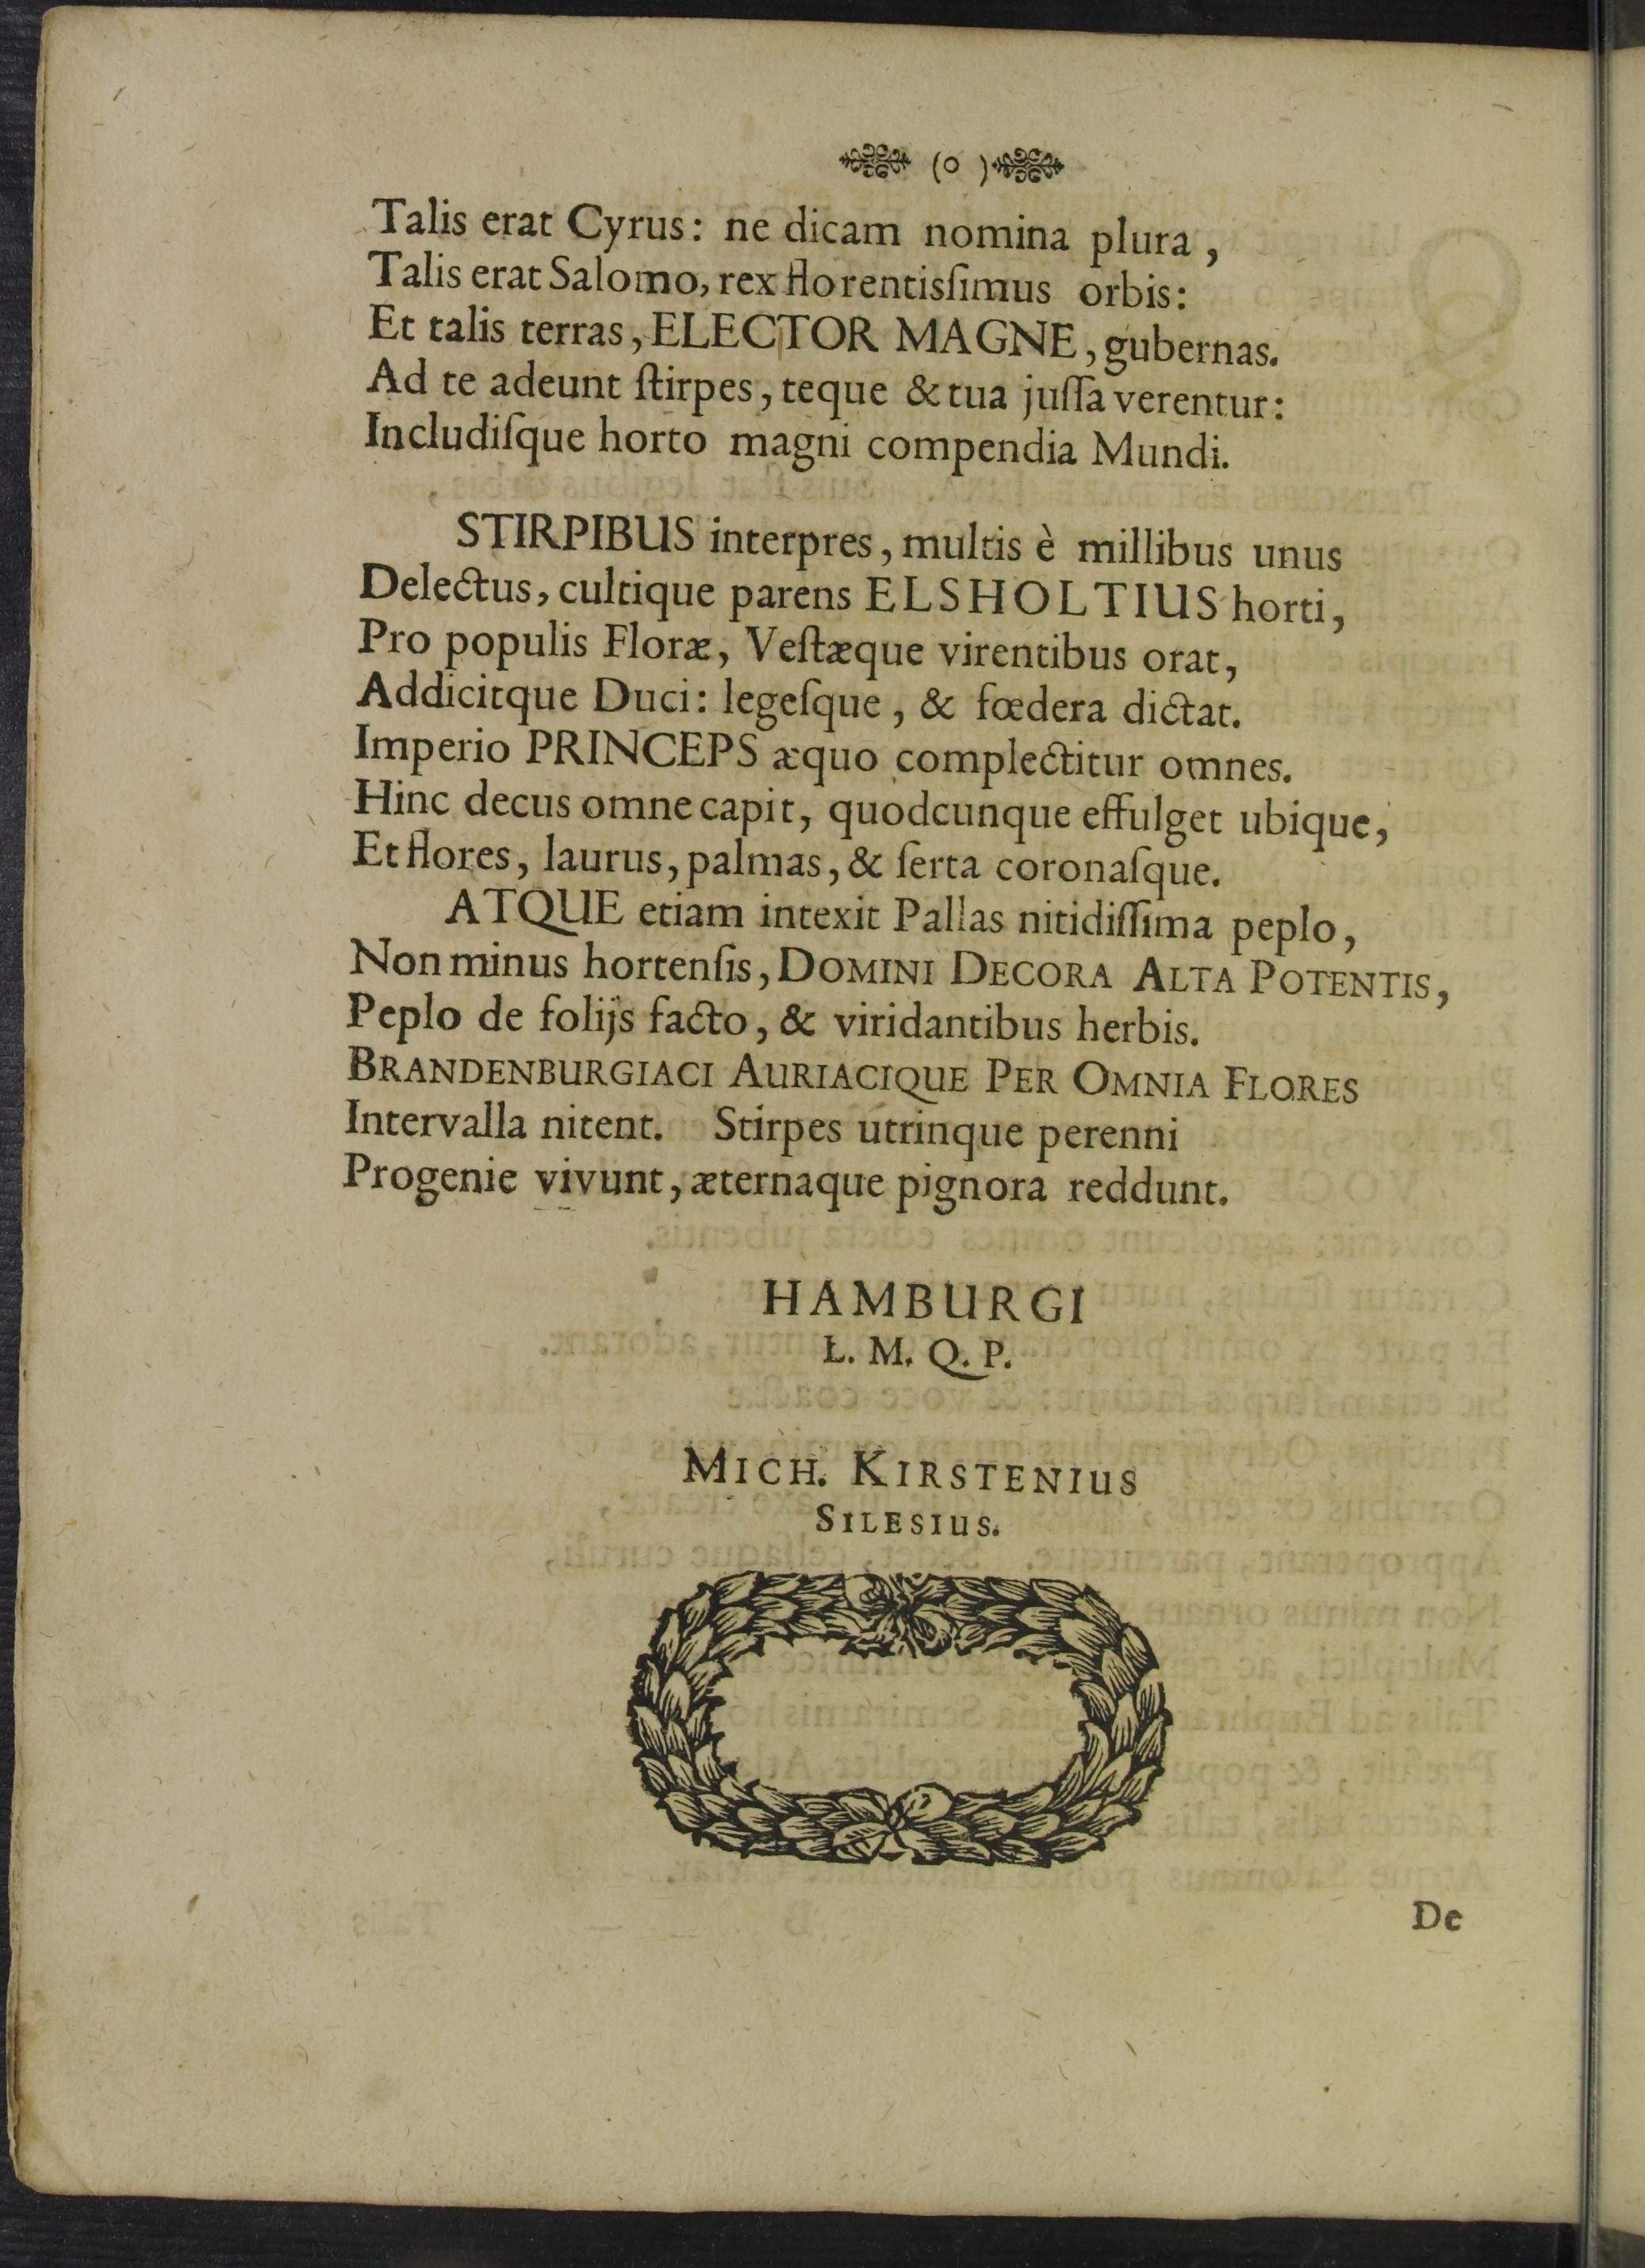 (o)
Talis erat Cyrus: ne dicam nomina plura,
Talis erat Salomo, rex florentisſimus orbis:
Et talis terras, ELECTOR MAGNE, gubernas.
Ad te adeunt ſtirpes, teque & tua juſſa verentur:
Includiſque horto magni compendia Mundi.
STIRPIBUS interpres, multis è millibus unus
Delectus, cultique parens ELSHOLTIUS horti,
Pro populis Floræ, Veſtæque virentibus orat,
Addicitque Duci: legeſque, & fœdera dictat.
Imperio PRINCEPS æquo complectitur omnes.
Hinc decus omne capit, quodcunque effulget ubique,
Et flores, laurus, palmas, & ſerta coronaſque.
ATQUE etiam intexit Pallas nitidiſſima peplo,
Non minus hortenſis, DOMINI DECORA ALTA POTENTIS,
Peplo de folijs facto, & viridantibus herbis.
BRANDENBURGIACI AURIACIQUE PER OMNIA FLORES
Intervalla nitent. Stirpes utrinque perenni
Progenie vivunt, æternaque pignora reddunt.
HAMBURGI
L. M. Q. P.
MICH. KIRSTENIUS
SILESIUS.
De